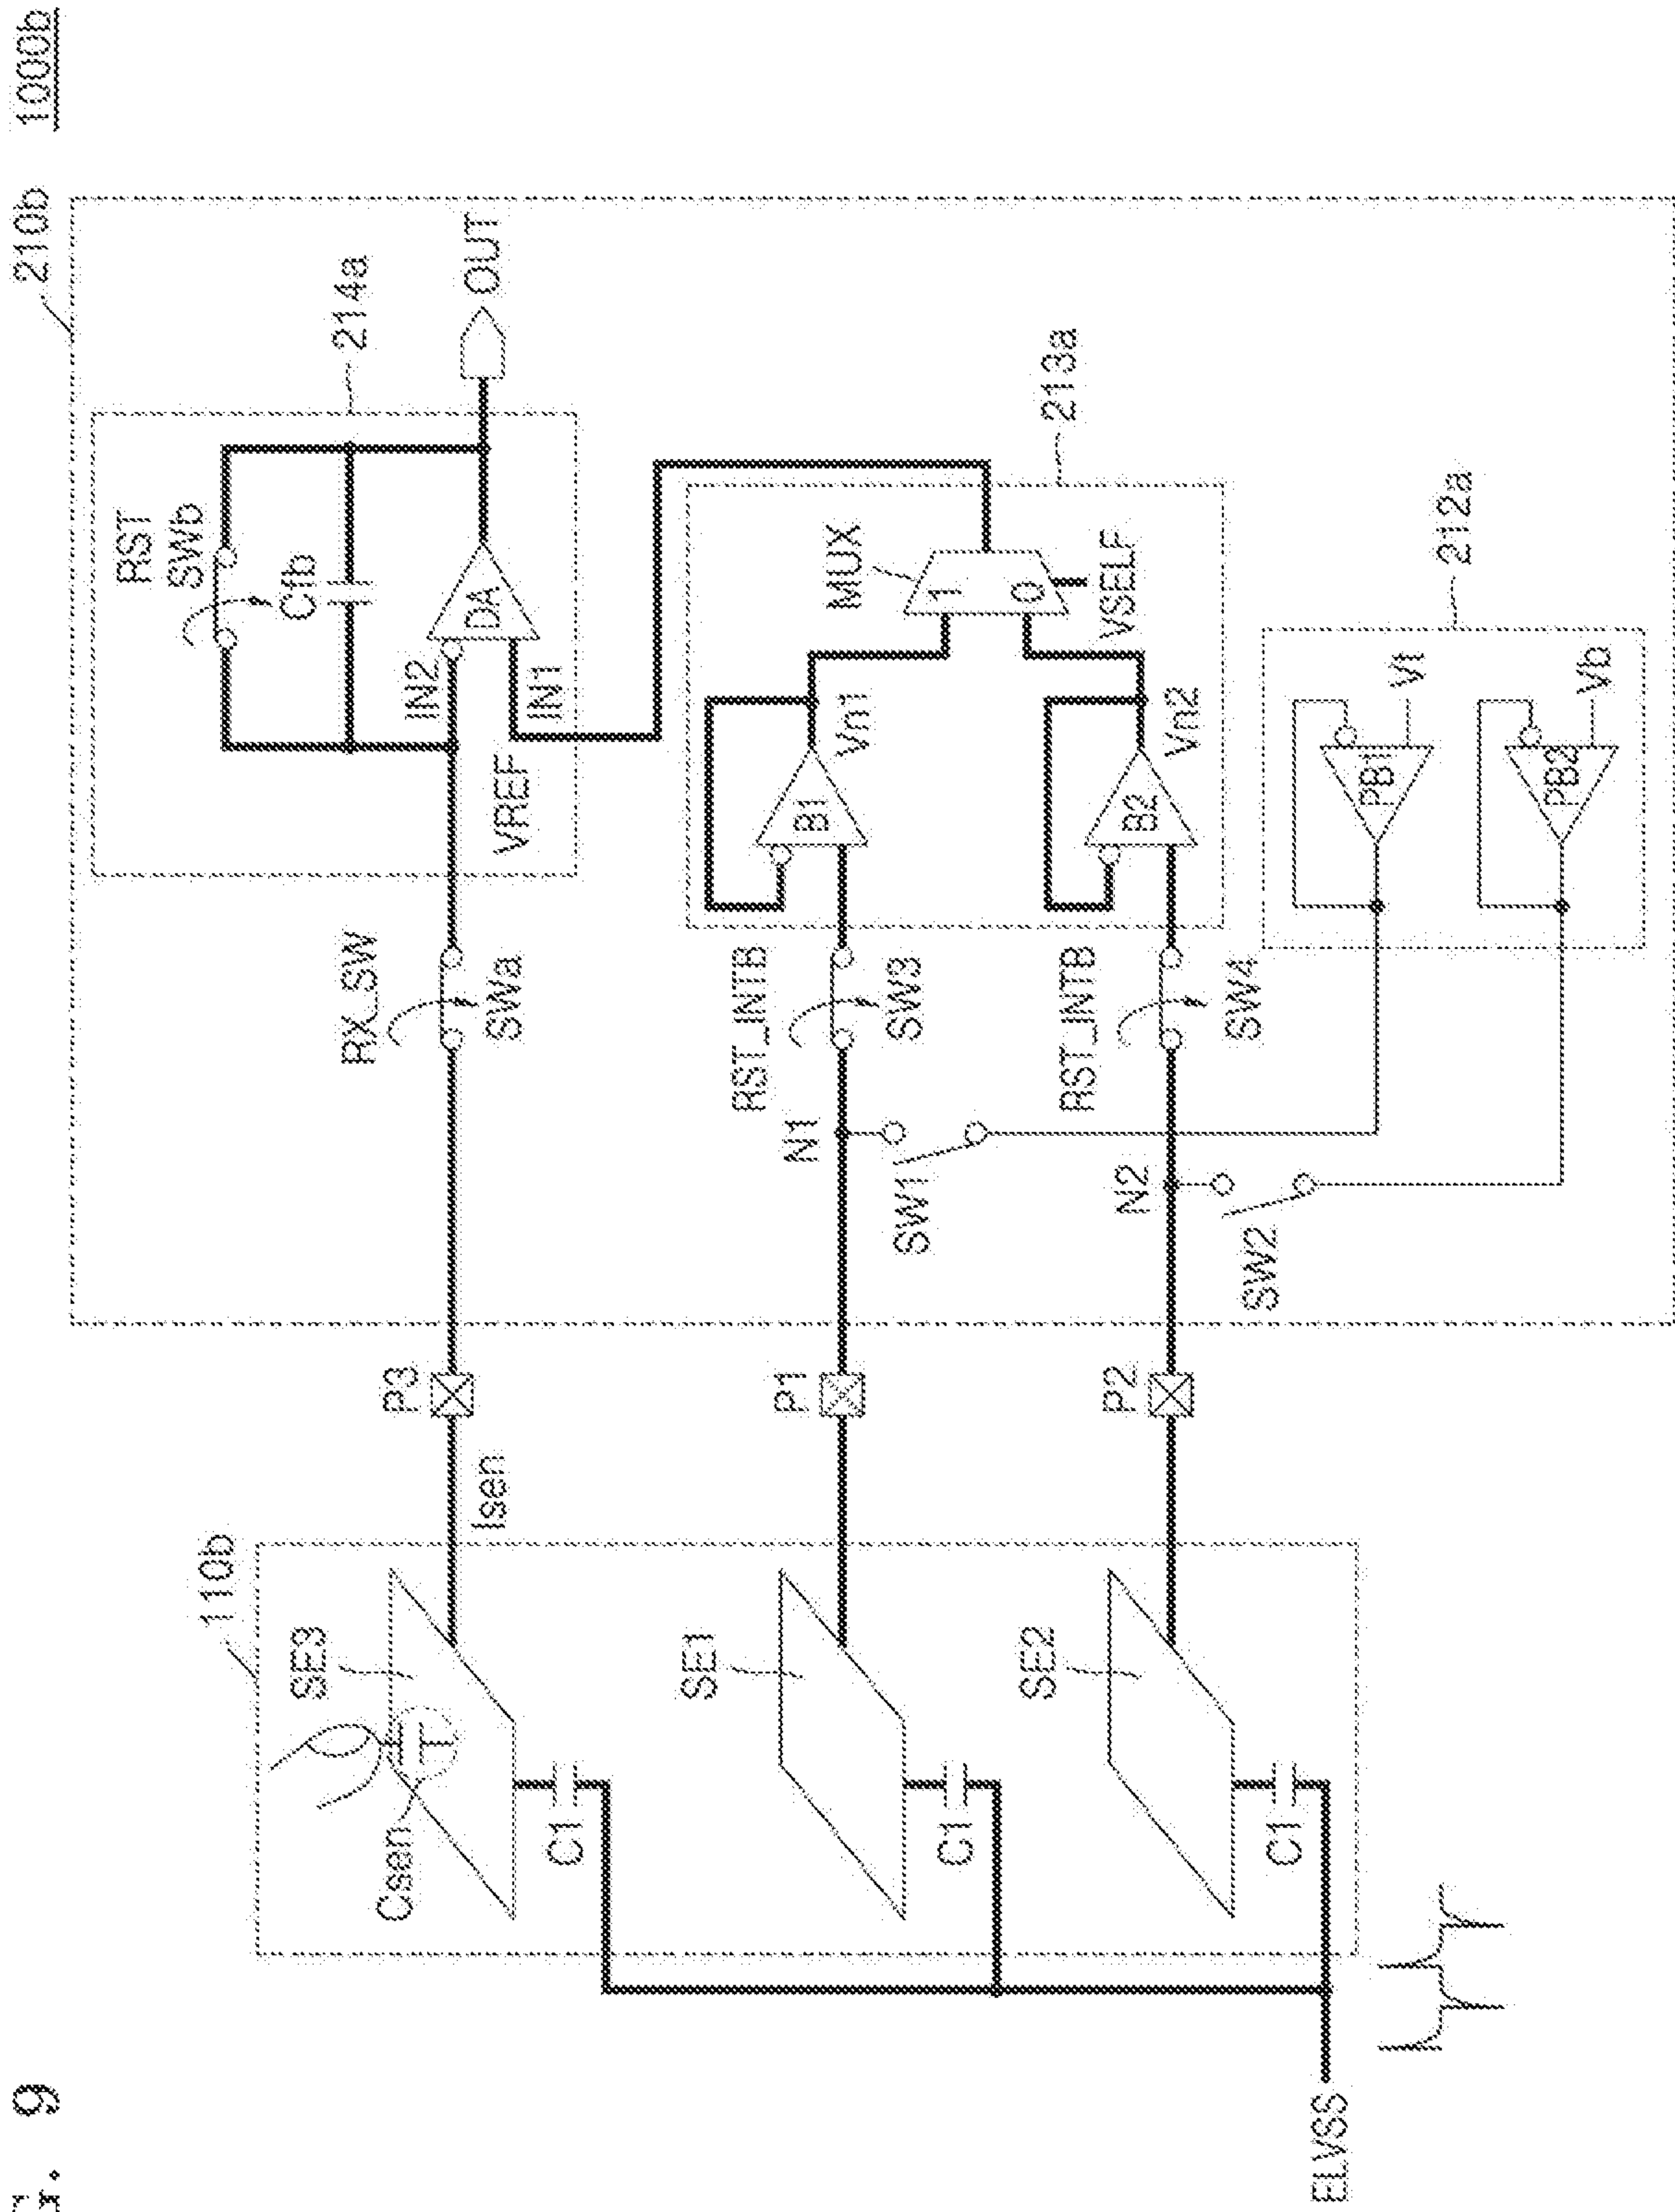 G. 9
1000b
210b
110b
214a
RST
SWb
Cfb
SE3
Csen
C1
Isen
P3
RX_SW
SWa
IN2
DA
IN1
VREF
OUT
213a
SE1
C1
P1
N1
RST_INTB
SW3
SW1
B1
Vn1
MUX
1
0
VSELF
SE2
C1
P2
N2
RST_INTB
SW4
SW2
B2
Vn2
212a
PB1
Vt
PB2
Vb
ELVSS